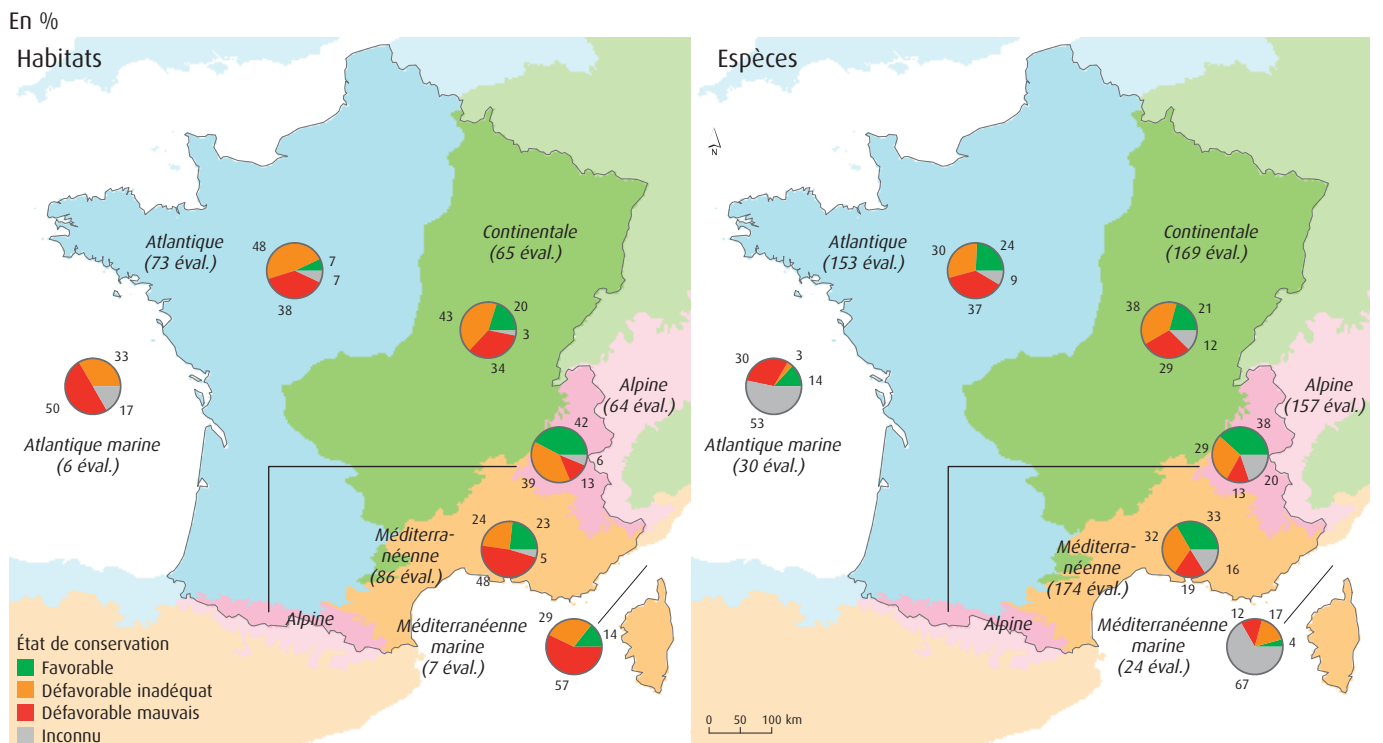 En %
Habitats
Atlantique
(73 éval.)
48
7
7
38
Continentale
(65 éval.)
43
20
3
34
33
50
17
Atlantique marine
(6 éval.)
Alpine
(64 éval.)
42
6
39
13
Méditerra-
néenne
(86 éval.)
24
23
5
48
Alpine
Méditerranéenne
marine
(7 éval.)
29
14
57
État de conservation
Favorable
Défavorable inadéquat
Défavorable mauvais
Inconnu
Espèces
N
Atlantique
(153 éval.)
30
24
9
37
Continentale
(169 éval.)
38
21
12
29
30
3
14
53
Atlantique marine
(30 éval.)
Alpine
(157 éval.)
38
29
20
13
Méditerra-
néenne
(174 éval.)
32
33
16
19
Alpine
Méditerranéenne
marine
(24 éval.)
12
17
4
67
0 50 100 km